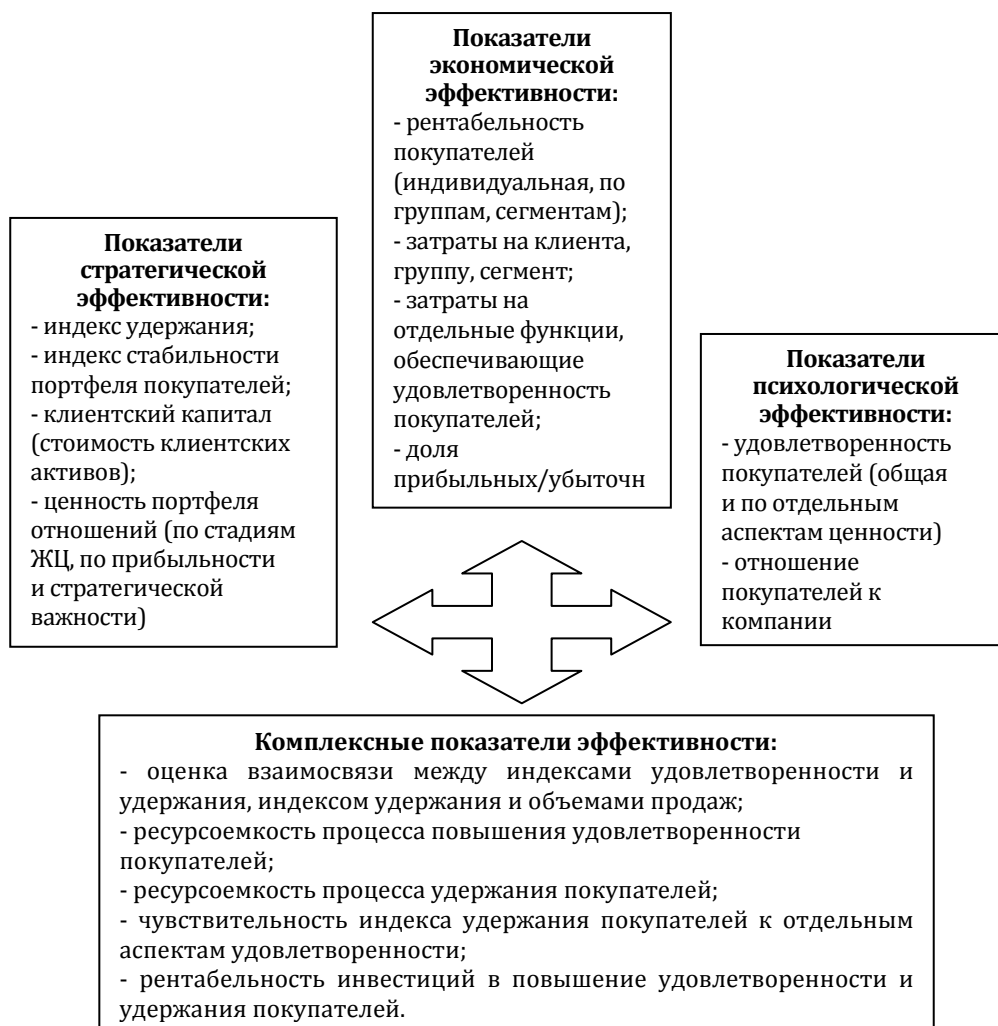 Показатели
экономической
эффективности:
- рентабельность
покупателей
(индивидуальная, по
группам, сегментам);
- затраты на клиента,
группу, сегмент;
- затраты на
отдельные функции,
обеспечивающие
удовлетворенность
покупателей;
- доля
прибыльных/убыточн
Показатели
стратегической
эффективности:
- индекс удержания;
- индекс стабильности
портфеля покупателей;
- клиентский капитал
(стоимость клиентских
активов);
- ценность портфеля
отношений (по стадиям
ЖЦ, по прибыльности
и стратегической
важности)
Показатели
психологической
эффективности:
- удовлетворенность
покупателей (общая
и по отдельным
аспектам ценности)
- отношение
покупателей к
компании
Комплексные показатели эффективности:
- оценка взаимосвязи между индексами удовлетворенности и
удержания, индексом удержания и объемами продаж;
- ресурсоемкость процесса повышения удовлетворенности
покупателей;
- ресурсоемкость процесса удержания покупателей;
- чувствительность индекса удержания покупателей к отдельным
аспектам удовлетворенности;
- рентабельность инвестиций в повышение удовлетворенности и
удержания покупателей.